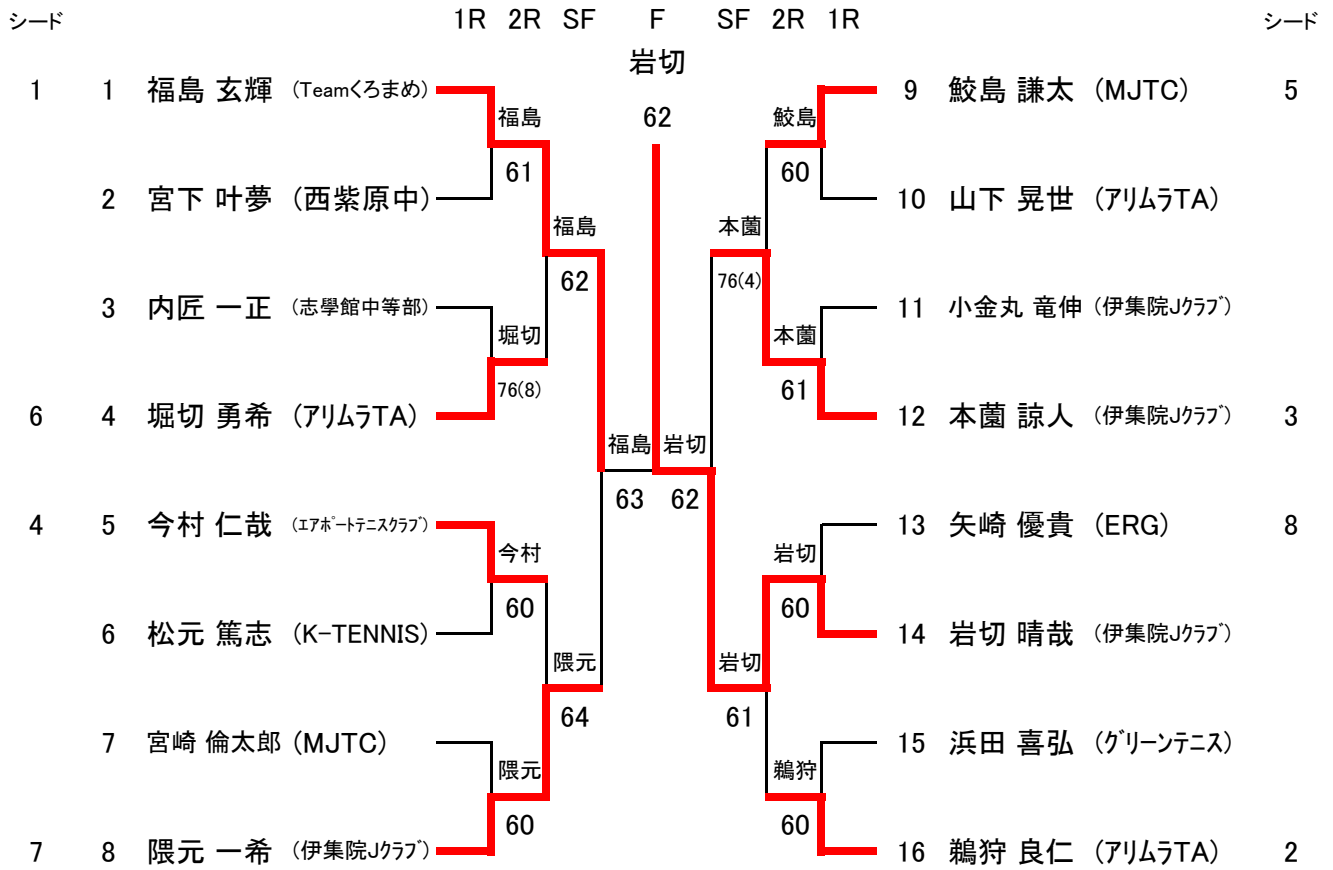 シード 1R 2R SF F SF 2R 1R シード
岩切
1 1 福島 玄輝 (Teamくろまめ) 9 鮫島 謙太 (MJTC) 5
福島 62 鮫島
61 60
2 宮下 叶夢 (西紫原中) 10 山下 晃世 (アリムラTA)
福島 本薗
62 76(4)
3 内匠 一正 (志學館中等部) 11 小金丸 竜伸 (伊集院Jクラブ)
堀切 本薗
76(8) 61
6 4 堀切 勇希 (アリムラTA) 12 本薗 諒人 (伊集院Jクラブ) 3
福島 岩切
63 62
4 5 今村 仁哉 (エアポートテニスクラブ) 13 矢崎 優貴 (ERG) 8
今村 岩切
60 60
6 松元 篤志 (K-TENNIS) 14 岩切 晴哉 (伊集院Jクラブ)
隈元 岩切
64 61
7 宮崎 倫太郎 (MJTC) 15 浜田 喜弘 (グリーンテニス)
隈元 鵜狩
60 60
7 8 隈元 一希 (伊集院Jクラブ) 16 鵜狩 良仁 (アリムラTA) 2